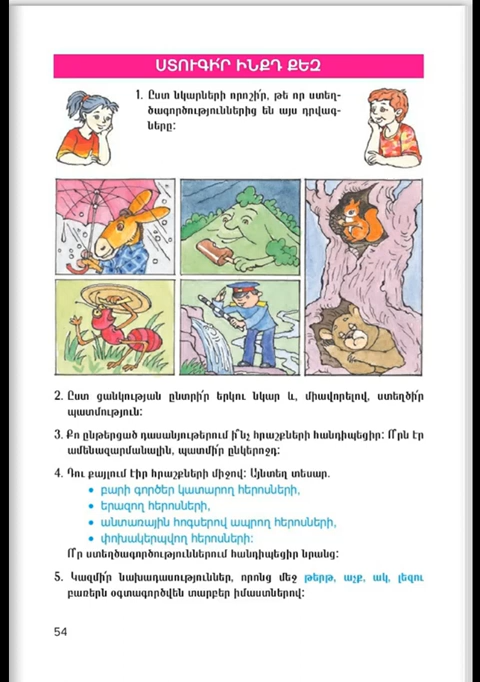 ՍՏՈՒԳԻ՛Ր ԻՆՔԴ ՔԵԶ
1. Ըստ նկարների որոշի՛ր, թե որ ստեղ-
ծագործություններից են այս դրվագ-
ները:
2. Ըստ ցանկության ընտրի՛ր երկու նկար և, միավորելով, ստեղծի՛ր
պատմություն:
3. Քո ընթերցած դասանյութերում ի՞նչ հրաշքների հանդիպեցիր: Ո՞րն էր
ամենազարմանալին, պատմի՛ր ընկերոջդ:
4. Դու քայլում էիր հրաշքների միջով: Այնտեղ տեսար.
• բարի գործեր կատարող հերոսների,
• երազող հերոսների,
• անտառային հոգսերով ապրող հերոսների,
• փոխակերպվող հերոսների:
Ո՞ր ստեղծագործություններում հանդիպեցիր նրանց:
5. Կազմի՛ր նախադասություններ, որոնց մեջ թերթ, աչք, ակ, լեզու
բառերն օգտագործվեն տարբեր իմաստներով:
54